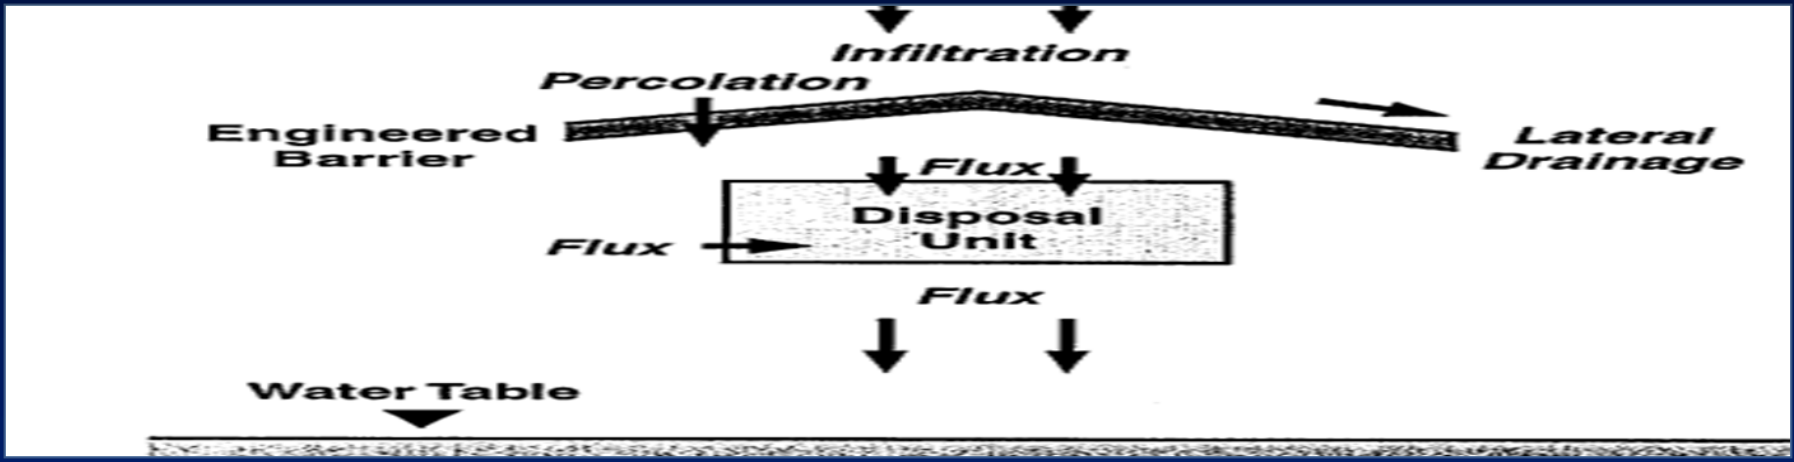 Infiltration
Percolation
Engineered
Barrier
Lateral
Drainage
Flux
Disposal
Unit
Flux
Flux
Water Table